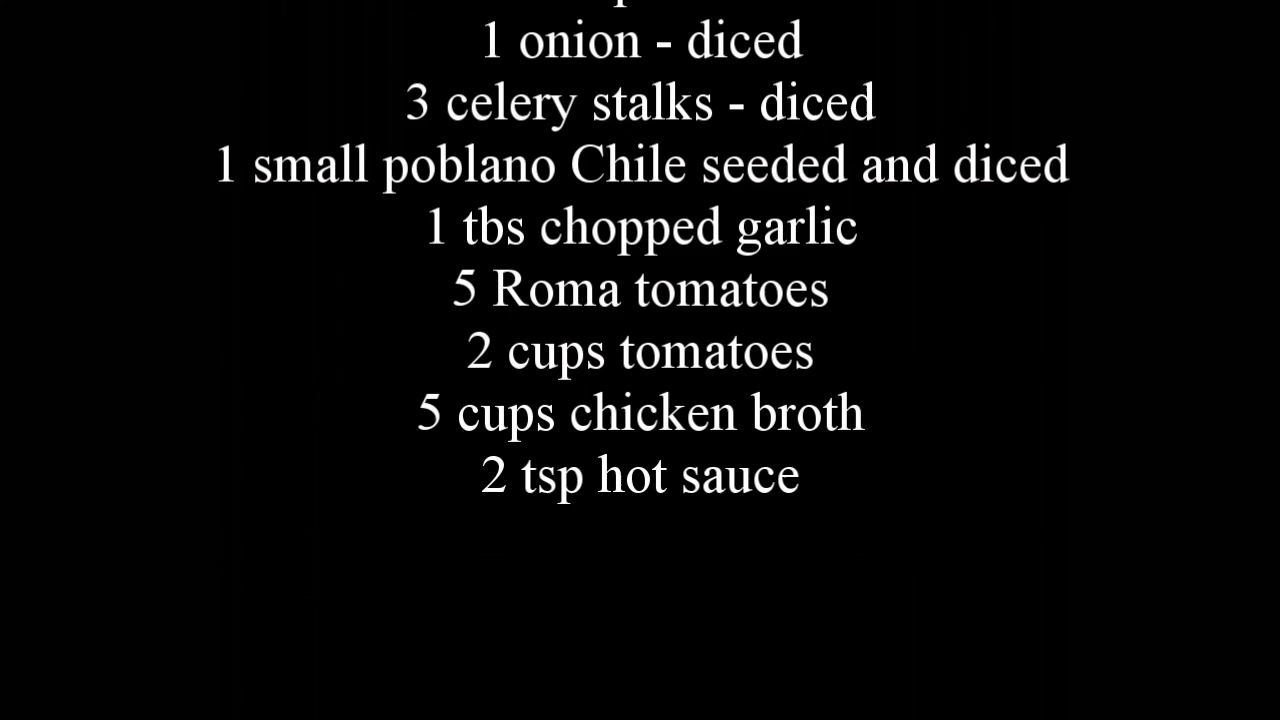 1 onion - diced
3 celery stalks - diced
1 small poblano Chile seeded and diced
1 tbs chopped garlic
5 Roma tomatoes
2 cups tomatoes
5 cups chicken broth
2 tsp hot sauce